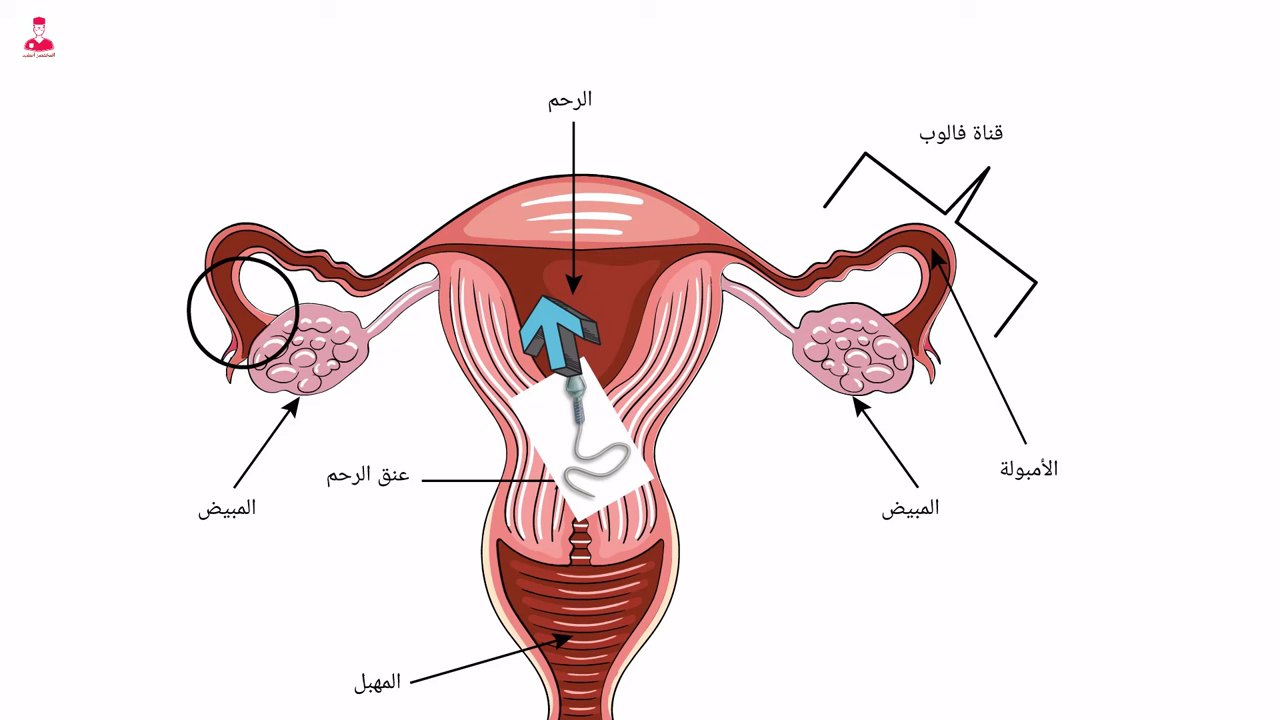 الرحم
قناة فالوب
الأمبولة
عنق الرحم
المبيض
المبيض
المهبل